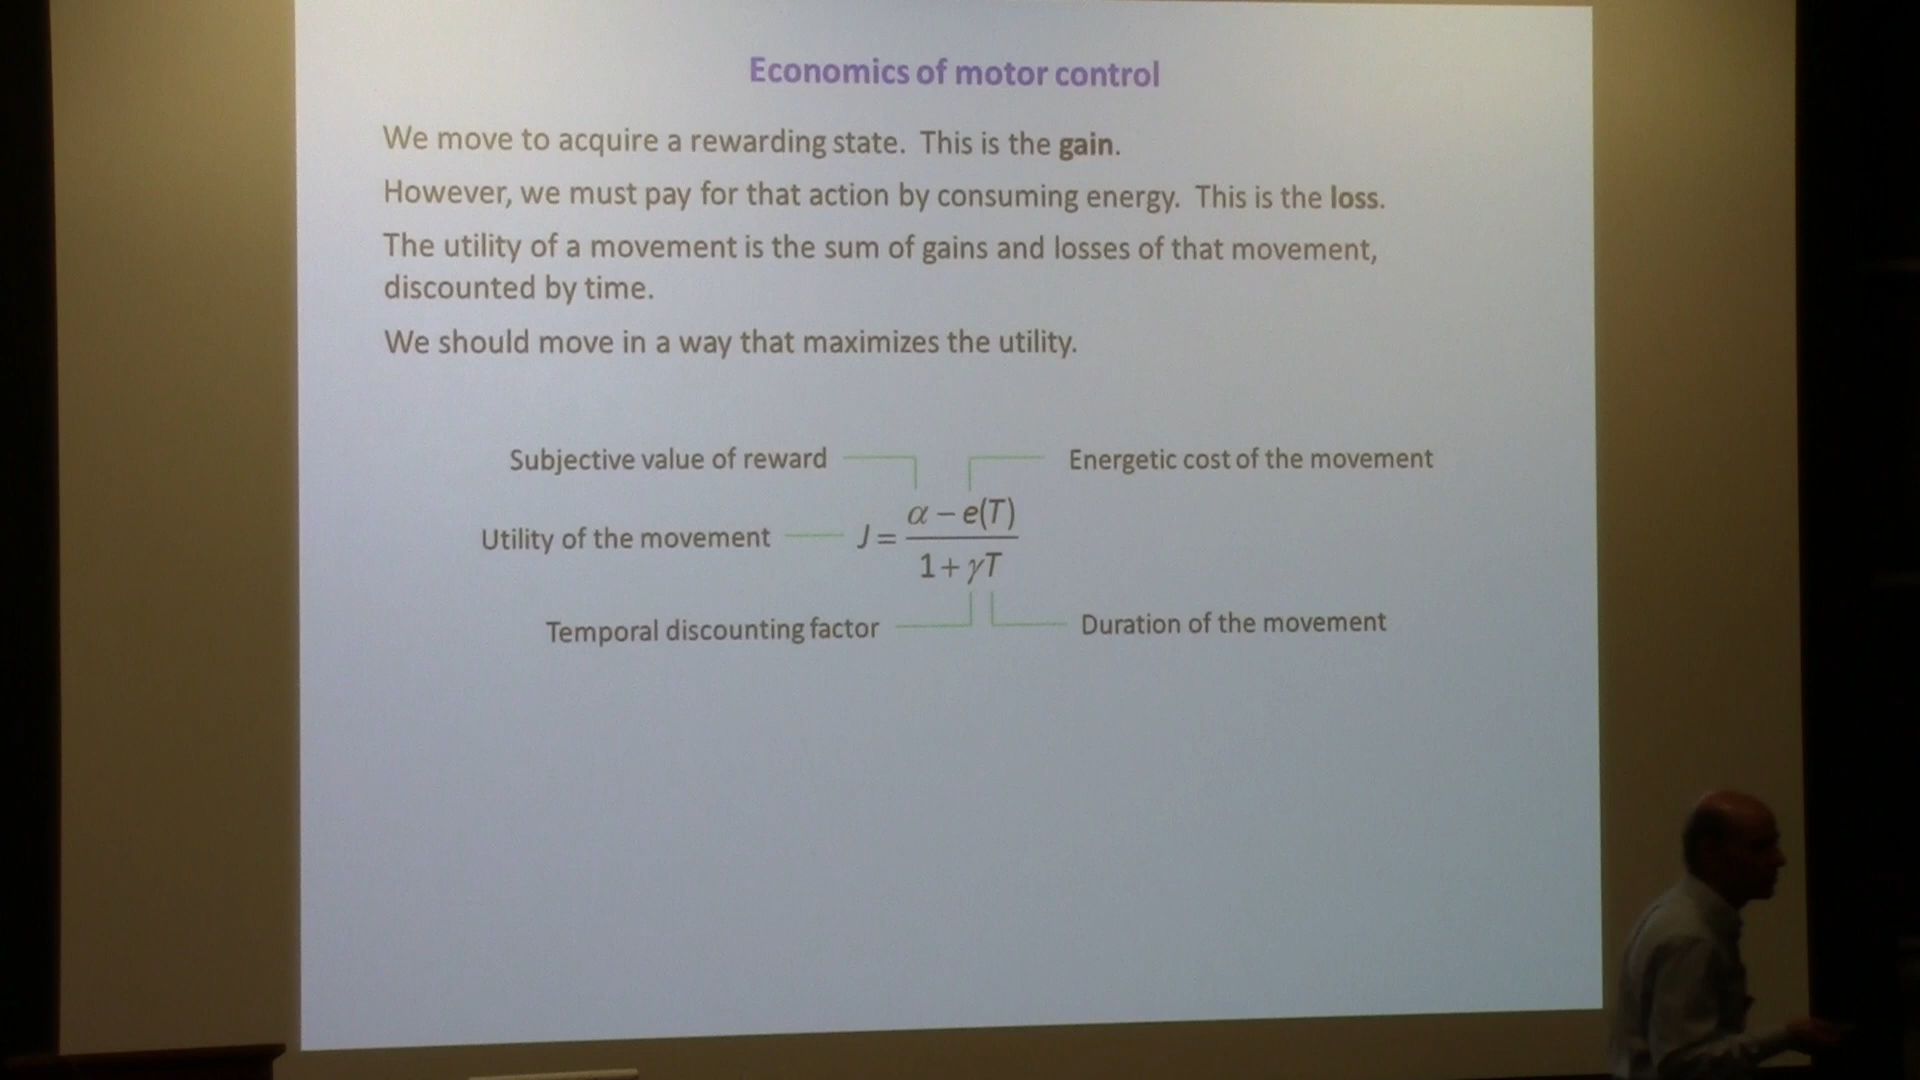 Economics of motor control
We move to acquire a rewarding state. This is the gain.
However, we must pay for that action by consuming energy. This is the loss.
The utility of a movement is the sum of gains and losses of that movement,
discounted by time.
We should move in a way that maximizes the utility.
Subjective value of reward
Energetic cost of the movement
Utility of the movement
J = (α − e(T)) / (1 + γT)
Temporal discounting factor
Duration of the movement